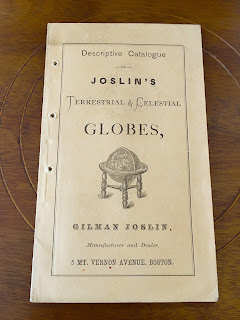 Descriptive Catalogue
OF
JOSLIN'S
TERRESTRIAL & CELESTIAL
GLOBES,
GILMAN JOSLIN,
Manufacturer and Dealer,
5 MT. VERNON AVENUE, BOSTON.